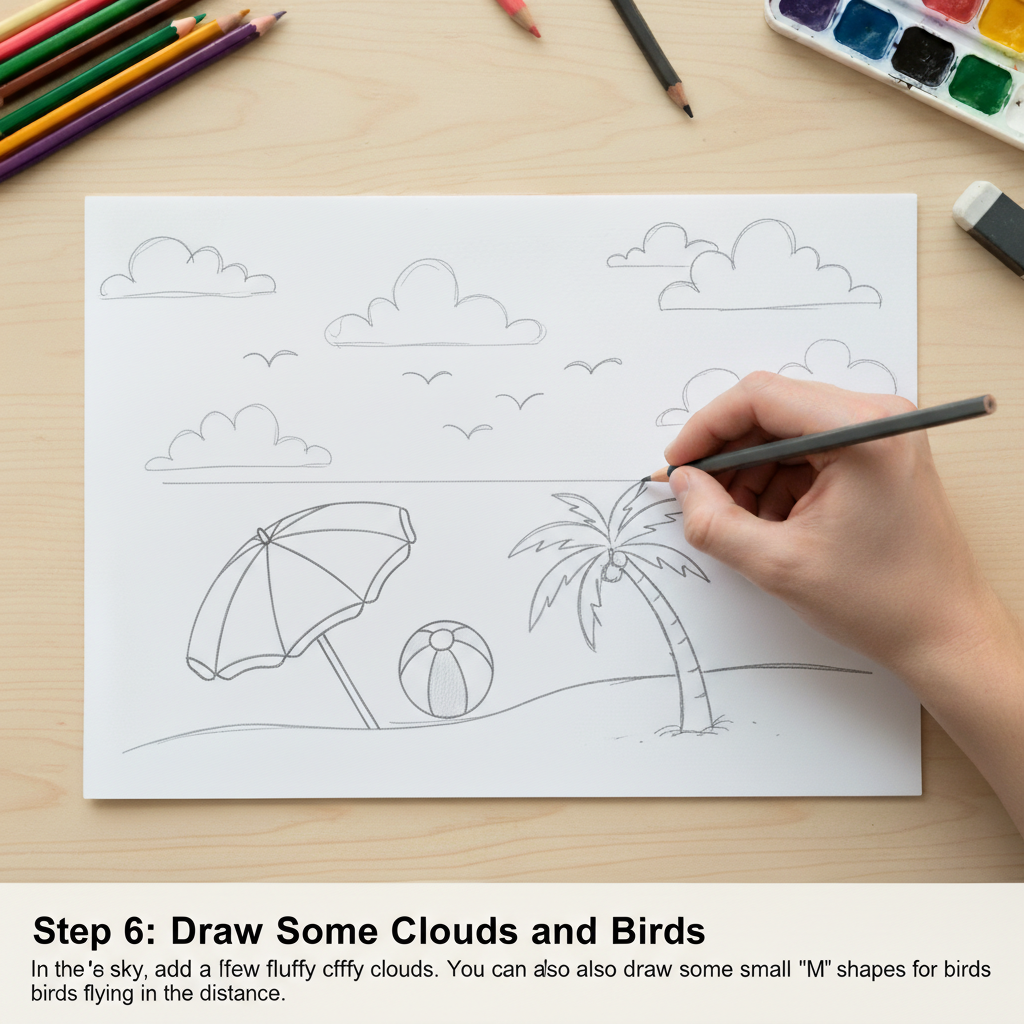 Step 6: Draw Some Clouds and Birds
In the'e sky, add a lfew fluffy cfffy clouds. You can also also draw some small "M" shapes for birds
birds flying in the distance.